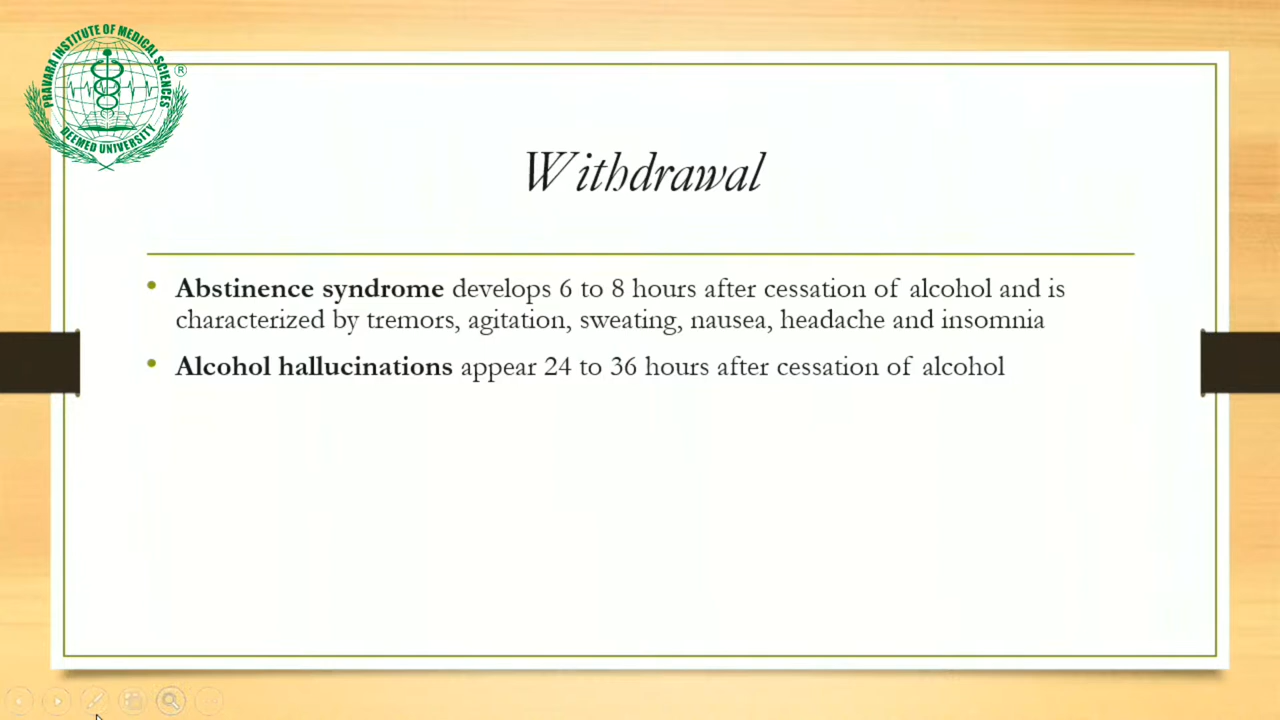 PRAVARA INSTITUTE OF MEDICAL SCIENCES
DEEMED UNIVERSITY
®
Withdrawal
• Abstinence syndrome develops 6 to 8 hours after cessation of alcohol and is
characterized by tremors, agitation, sweating, nausea, headache and insomnia
• Alcohol hallucinations appear 24 to 36 hours after cessation of alcohol